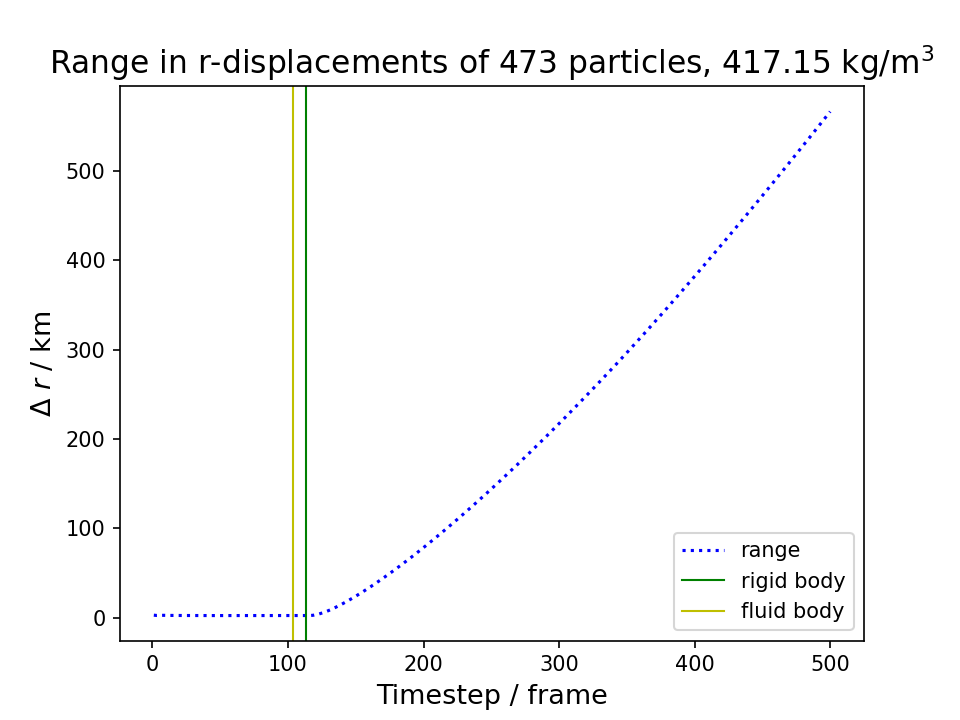 Range in r-displacements of 473 particles, 417.15 kg/m³
Δ r / km
500
400
300
200
100
0
0 100 200 300 400 500
Timestep / frame
range
rigid body
fluid body